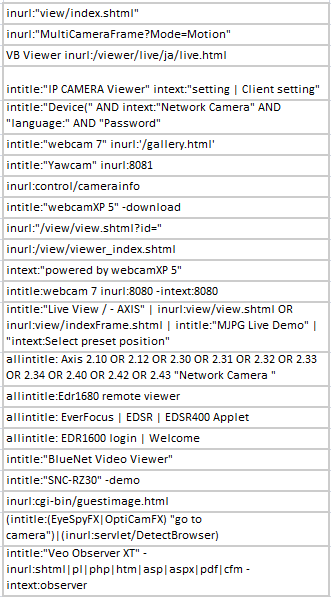 inurl:"view/index.shtml"
inurl:"MultiCameraFrame?Mode=Motion"
VB Viewer inurl:/viewer/live/ja/live.html
intitle:"IP CAMERA Viewer" intext:"setting | Client setting"
intitle:"Device(" AND intext:"Network Camera" AND
"language:" AND "Password"
intitle:"webcam 7" inurl:'/gallery.html'
intitle:"Yawcam" inurl:8081
inurl:control/camerainfo
intitle:"webcamXP 5" -download
inurl:"/view/view.shtml?id="
inurl:/view/viewer_index.shtml
intext:"powered by webcamXP 5"
intitle:webcam 7 inurl:8080 -intext:8080
intitle:"Live View / - AXIS" | inurl:view/view.shtml OR
inurl:view/indexFrame.shtml | intitle:"MJPG Live Demo" |
"intext:Select preset position"
allintitle: Axis 2.10 OR 2.12 OR 2.30 OR 2.31 OR 2.32 OR 2.33
OR 2.34 OR 2.40 OR 2.42 OR 2.43 "Network Camera "
allintitle:Edr1680 remote viewer
allintitle: EverFocus | EDSR | EDSR400 Applet
allintitle: EDR1600 login | Welcome
intitle:"BlueNet Video Viewer"
intitle:"SNC-RZ30" -demo
inurl:cgi-bin/guestimage.html
(intitle:(EyeSpyFX|OptiCamFX) "go to
camera")|(inurl:servlet/DetectBrowser)
intitle:"Veo Observer XT" -
inurl:shtml|pl|php|htm|asp|aspx|pdf|cfm -
intext:observer